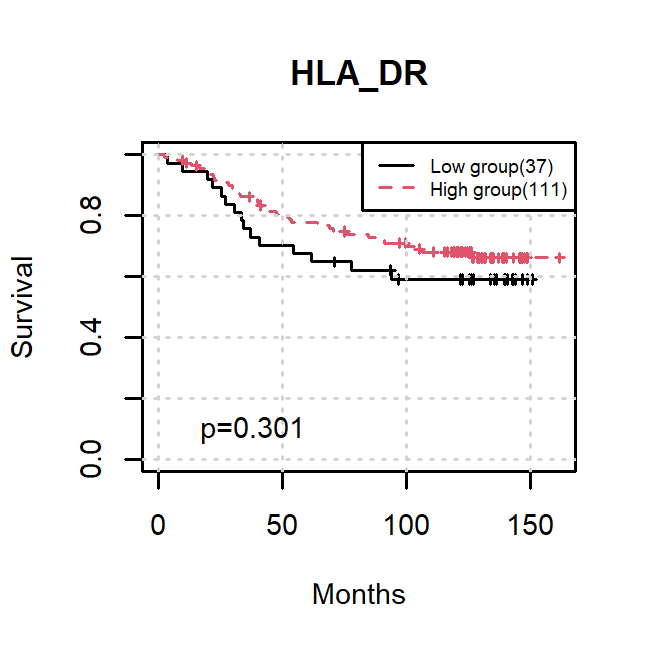 HLA_DR
Low group(37)
High group(111)
Survival
0.8
0.4
0.0
p=0.301
0
50
100
150
Months